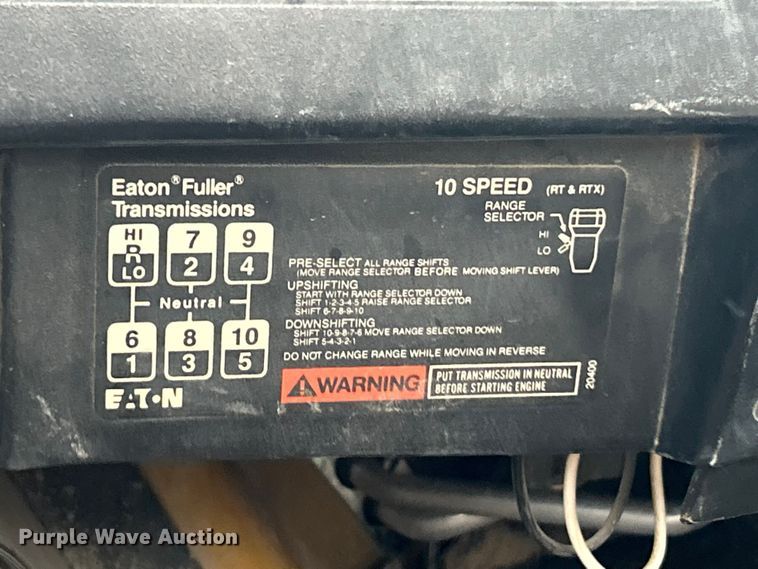 Eaton® Fuller®
Transmissions
10 SPEED (RT & RTX)
RANGE
SELECTOR
HI
LO
HI 7 9
R
LO 2 4
Neutral
6 8 10
1 3 5
EATON
PRE-SELECT ALL RANGE SHIFTS
(MOVE RANGE SELECTOR BEFORE MOVING SHIFT LEVER)
UPSHIFTING
START WITH RANGE SELECTOR DOWN
SHIFT 1-2-3-4-5 RAISE RANGE SELECTOR
SHIFT 6-7-8-9-10
DOWNSHIFTING
SHIFT 10-9-8-7-6 MOVE RANGE SELECTOR DOWN
SHIFT 5-4-3-2-1
DO NOT CHANGE RANGE WHILE MOVING IN REVERSE
WARNING
PUT TRANSMISSION IN NEUTRAL
BEFORE STARTING ENGINE
20400
Purple Wave Auction